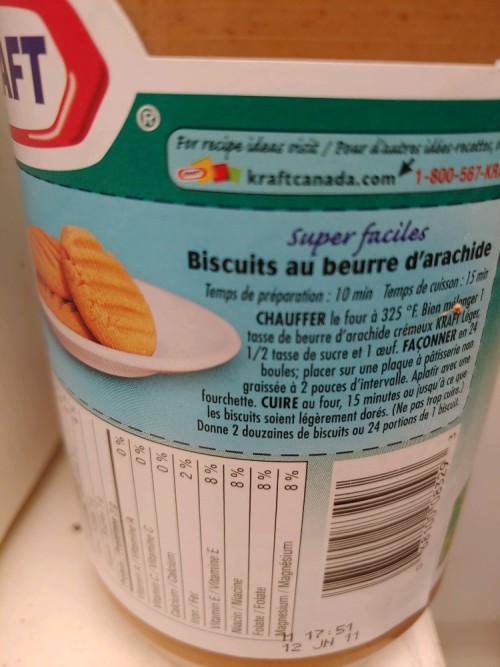 AFT
®
For recipe ideas visit / Pour d'autres idées-recettes,
kraftcanada.com 1-800-567-KR
Super faciles
Biscuits au beurre d'arachide
Temps de préparation : 10 min Temps de cuisson : 15 min
CHAUFFER le four à 325 °F. Bien mélanger 1
tasse de beurre d'arachide crémeux KRAFT Léger,
1/2 tasse de sucre et 1 œuf. FAÇONNER en 24
boules; placer sur une plaque à pâtisserie non
graissée à 2 pouces d'intervalle. Aplatir avec une
fourchette. CUIRE au four, 15 minutes ou jusqu'à ce que
les biscuits soient légèrement dorés. (Ne pas trop cuire.)
Donne 2 douzaines de biscuits ou 24 portions de 1 biscuit.
Vitamin A / Vitamine A 0 %
Vitamin C / Vitamine C 0 %
Calcium / Calcium 0 %
Iron / Fer 2 %
Vitamin E / Vitamine E 8 %
Niacin / Niacine 8 %
Folate / Folate 8 %
Magnesium / Magnésium 8 %
17:51
12 JN 11